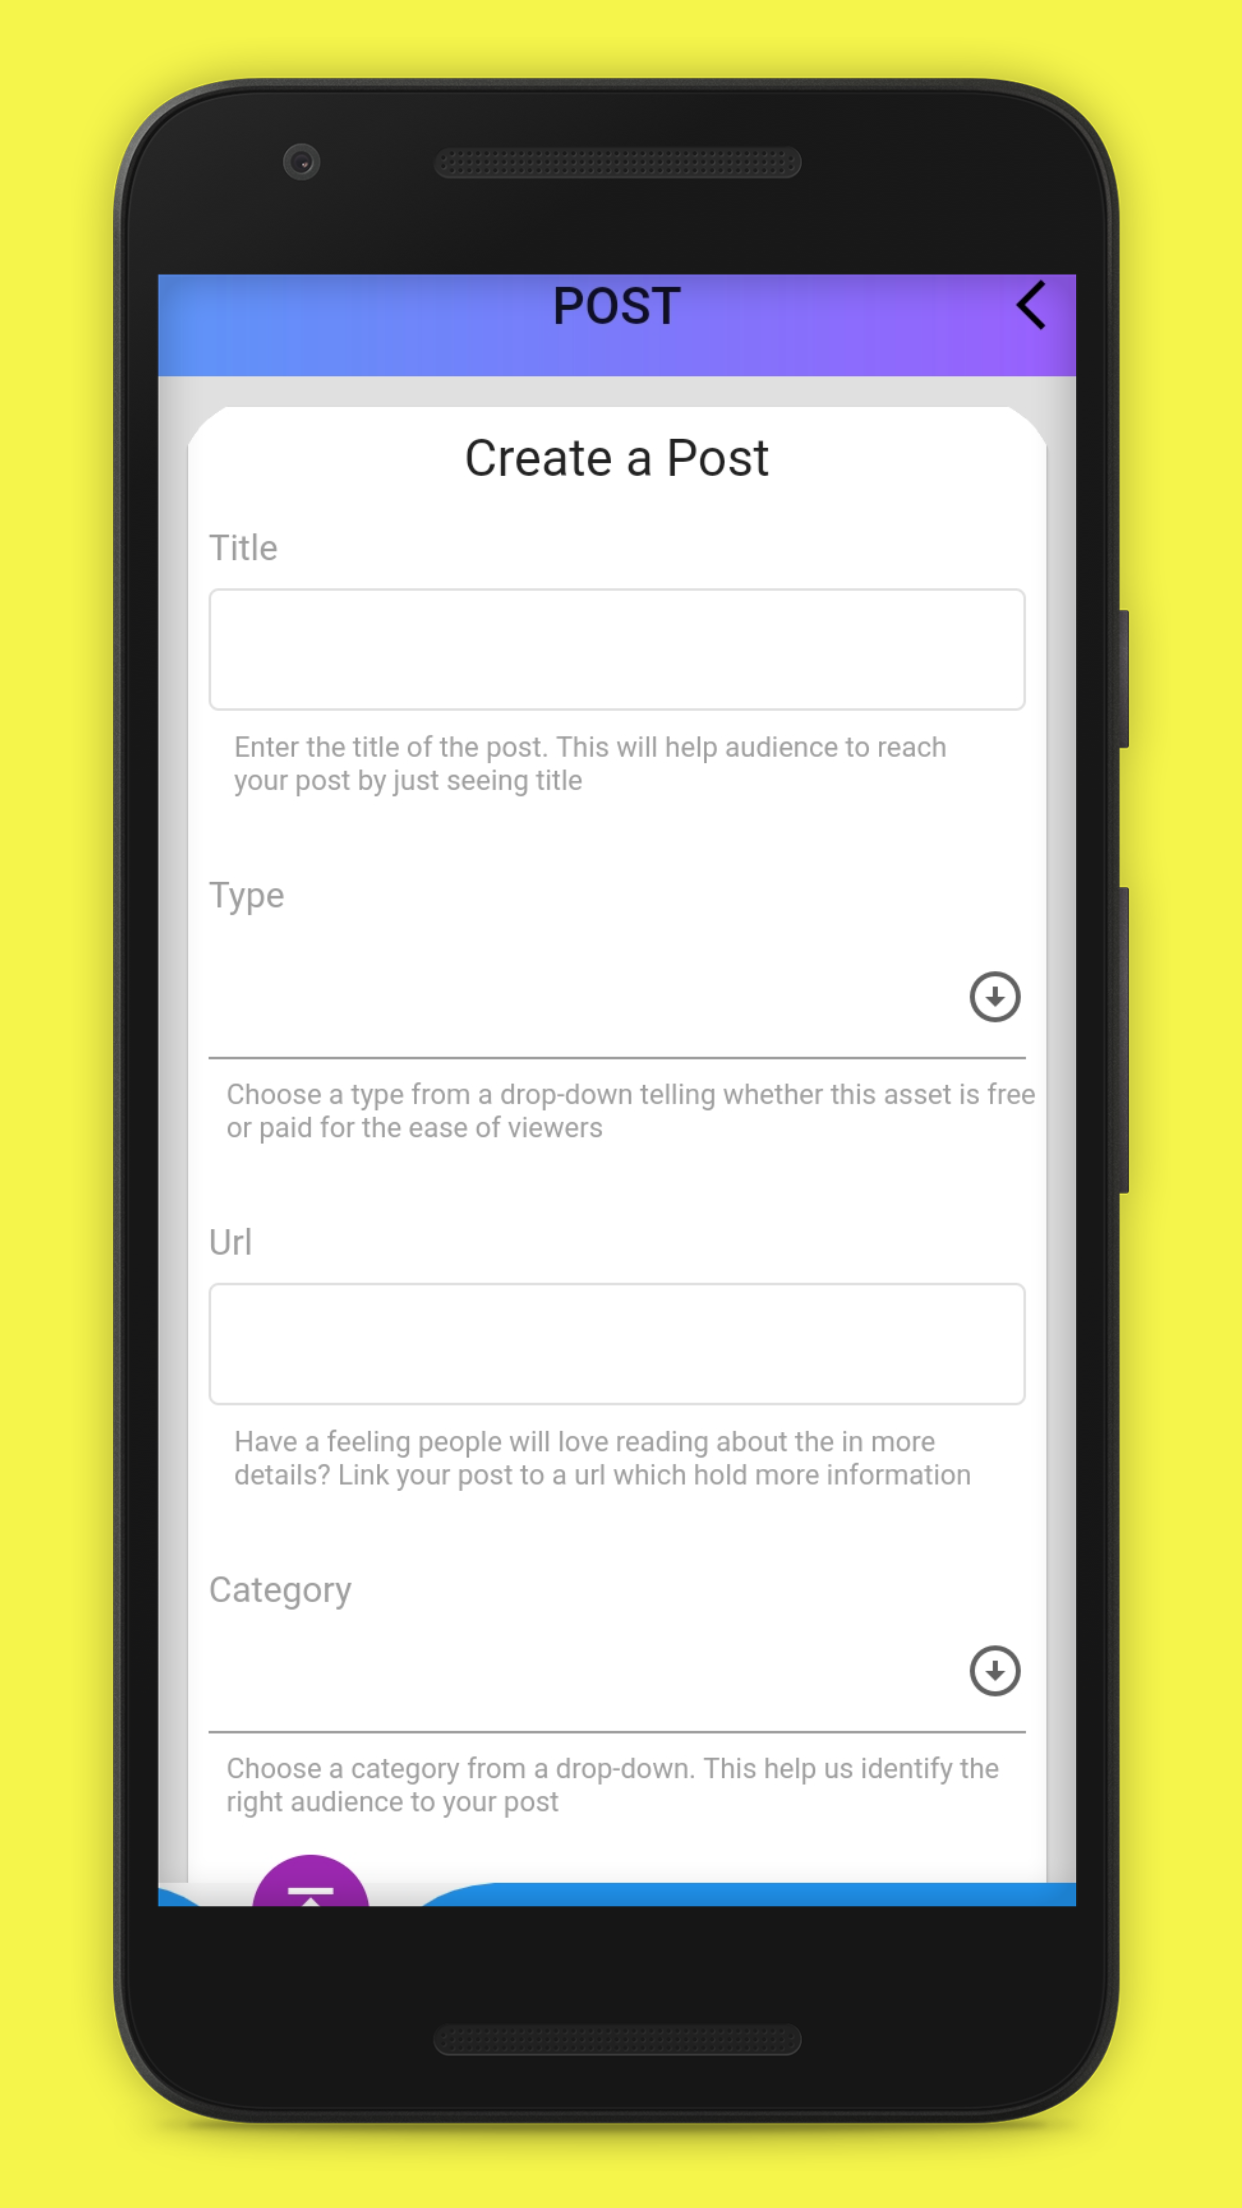 POST
Create a Post
Title
Enter the title of the post. This will help audience to reach
your post by just seeing title
Type
Choose a type from a drop-down telling whether this asset is free
or paid for the ease of viewers
Url
Have a feeling people will love reading about the in more
details? Link your post to a url which hold more information
Category
Choose a category from a drop-down. This help us identify the
right audience to your post